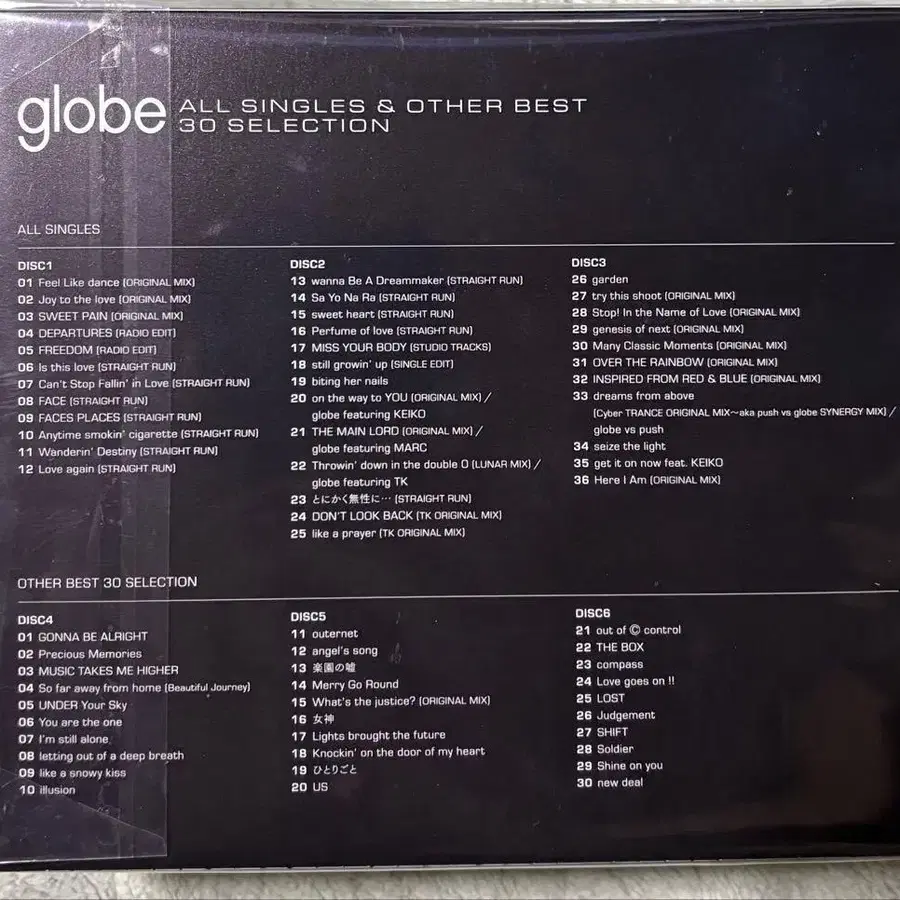 globe
ALL SINGLES & OTHER BEST
30 SELECTION
ALL SINGLES
DISC1
01 Feel Like dance (ORIGINAL MIX)
02 Joy to the love (ORIGINAL MIX)
03 SWEET PAIN (ORIGINAL MIX)
04 DEPARTURES (RADIO EDIT)
05 FREEDOM (RADIO EDIT)
06 Is this love (STRAIGHT RUN)
07 Can't Stop Fallin' in Love (STRAIGHT RUN)
08 FACE (STRAIGHT RUN)
09 FACES PLACES (STRAIGHT RUN)
10 Anytime smokin' cigarette (STRAIGHT RUN)
11 Wanderin' Destiny (STRAIGHT RUN)
12 Love again (STRAIGHT RUN)
DISC2
13 wanna Be A Dreammaker (STRAIGHT RUN)
14 Sa Yo Na Ra (STRAIGHT RUN)
15 sweet heart (STRAIGHT RUN)
16 Perfume of love (STRAIGHT RUN)
17 MISS YOUR BODY (STUDIO TRACKS)
18 still growin' up (SINGLE EDIT)
19 biting her nails
20 on the way to YOU (ORIGINAL MIX) /
globe featuring KEIKO
21 THE MAIN LORD (ORIGINAL MIX) /
globe featuring MARC
22 Throwin' down in the double 0 (LUNAR MIX) /
globe featuring TK
23 とにかく無性に… (STRAIGHT RUN)
24 DON'T LOOK BACK (TK ORIGINAL MIX)
25 like a prayer (TK ORIGINAL MIX)
DISC3
26 garden
27 try this shoot (ORIGINAL MIX)
28 Stop! In the Name of Love (ORIGINAL MIX)
29 genesis of next (ORIGINAL MIX)
30 Many Classic Moments (ORIGINAL MIX)
31 OVER THE RAINBOW (ORIGINAL MIX)
32 INSPIRED FROM RED & BLUE (ORIGINAL MIX)
33 dreams from above
(Cyber TRANCE ORIGINAL MIX～aka push vs globe SYNERGY MIX) /
globe vs push
34 seize the light
35 get it on now feat. KEIKO
36 Here I Am (ORIGINAL MIX)
OTHER BEST 30 SELECTION
DISC4
01 GONNA BE ALRIGHT
02 Precious Memories
03 MUSIC TAKES ME HIGHER
04 So far away from home (Beautiful Journey)
05 UNDER Your Sky
06 You are the one
07 I'm still alone
08 letting out of a deep breath
09 like a snowy kiss
10 illusion
DISC5
11 outernet
12 angel's song
13 楽園の嘘
14 Merry Go Round
15 What's the justice? (ORIGINAL MIX)
16 女神
17 Lights brought the future
18 Knockin' on the door of my heart
19 ひとりごと
20 US
DISC6
21 out of © control
22 THE BOX
23 compass
24 Love goes on !!
25 LOST
26 Judgement
27 SHIFT
28 Soldier
29 Shine on you
30 new deal